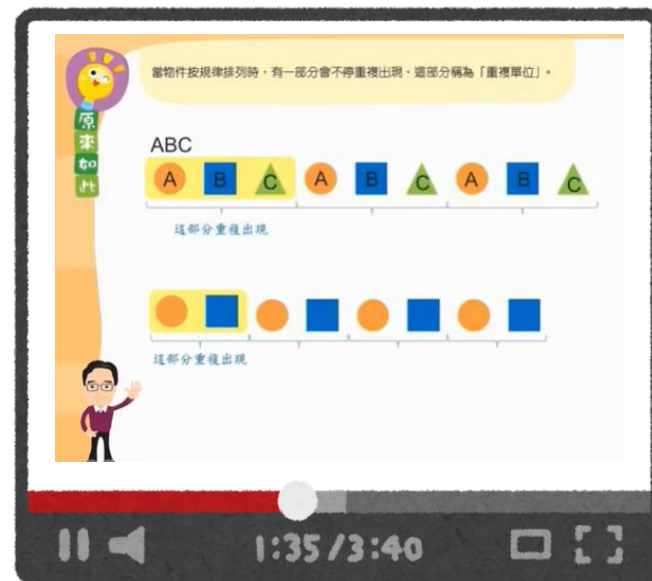 當物件按規律排列時，有一部分會不停重複出現，這部分稱為「重複單位」。
原來如此
ABC
A B C A B C A B C
這部分重複出現
這部分重複出現
1:35/3:40